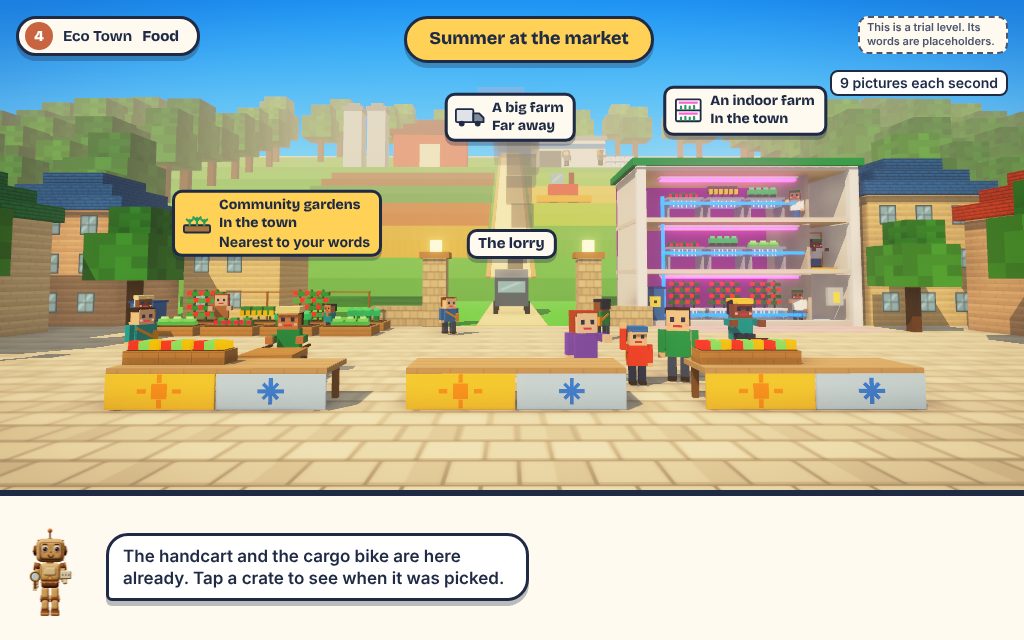 4 Eco Town Food
Summer at the market
This is a trial level. Its
words are placeholders.
9 pictures each second
A big farm
Far away
An indoor farm
In the town
Community gardens
In the town
Nearest to your words
The lorry
The handcart and the cargo bike are here
already. Tap a crate to see when it was picked.